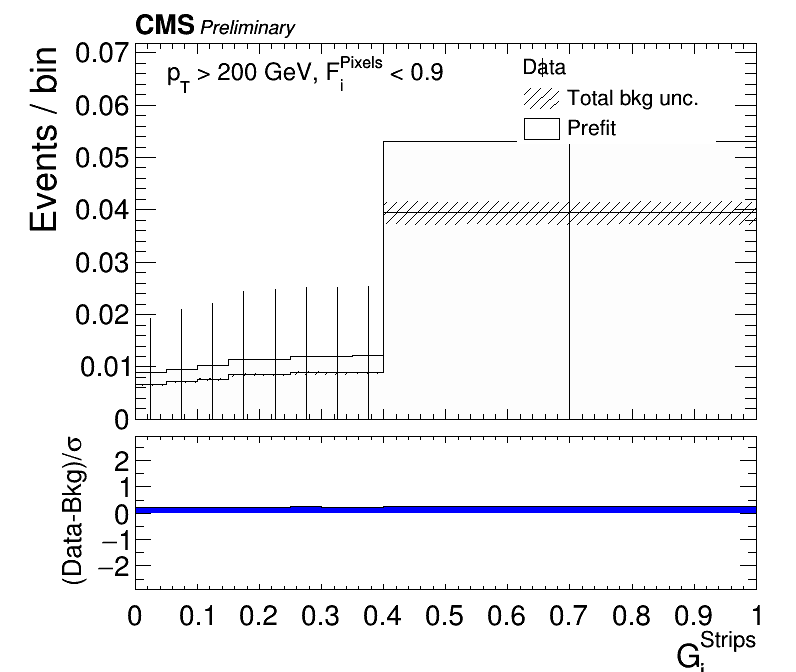 CMS Preliminary
0.07
0.06
0.05
0.04
0.03
0.02
0.01
0
Events / bin
p_T > 200 GeV, F_i^Pixels < 0.9
Data
Total bkg unc.
Prefit
2
1
0
−1
−2
(Data-Bkg)/σ
0 0.1 0.2 0.3 0.4 0.5 0.6 0.7 0.8 0.9 1
G_i^Strips